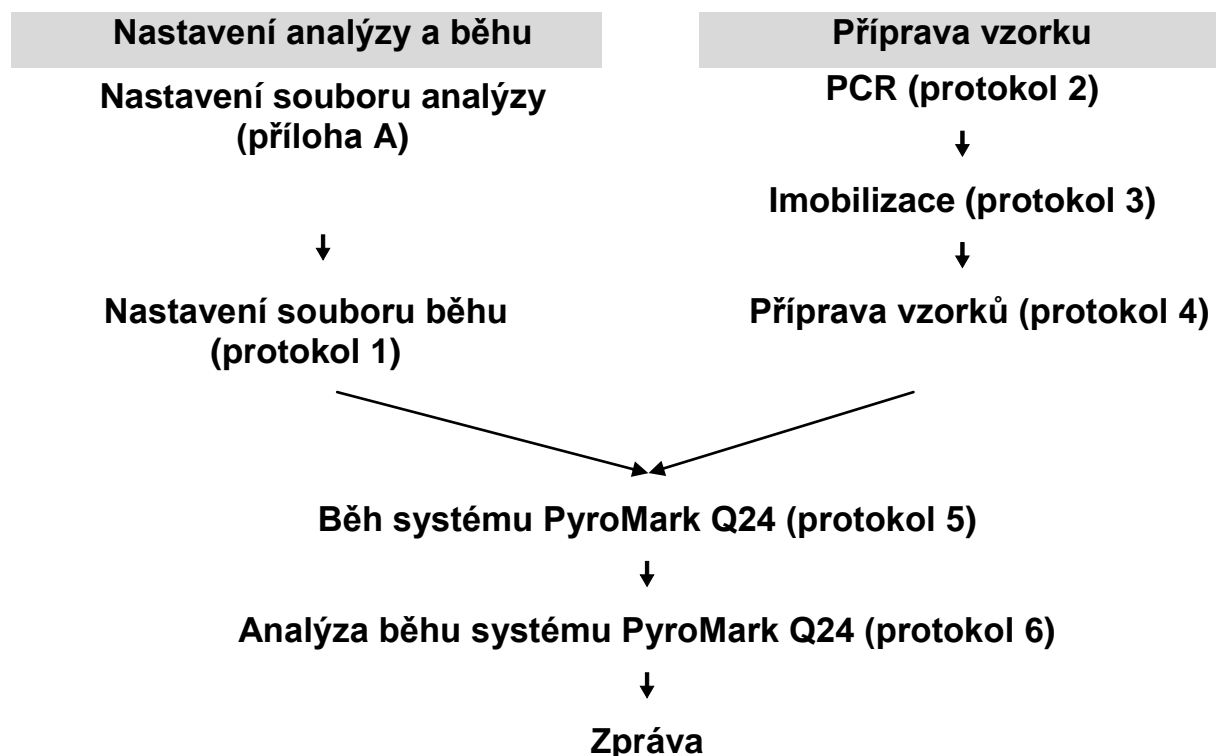 Nastavení analýzy a běhu
Nastavení souboru analýzy
(příloha A)
Nastavení souboru běhu
(protokol 1)
Příprava vzorku
PCR (protokol 2)
Imobilizace (protokol 3)
Příprava vzorků (protokol 4)
Běh systému PyroMark Q24 (protokol 5)
Analýza běhu systému PyroMark Q24 (protokol 6)
Zpráva